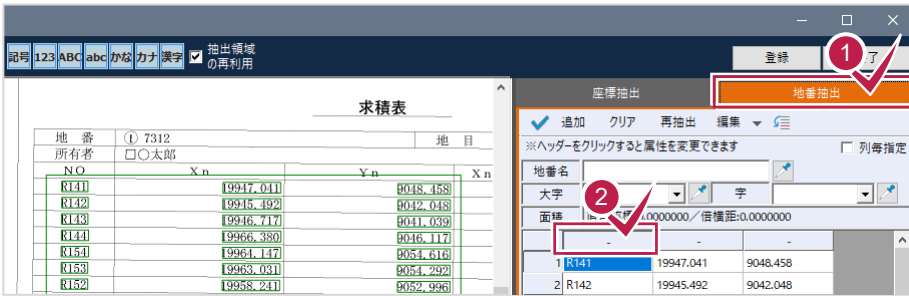 記号 123 ABC abc かな カナ 漢字 抽出領域
の再利用
登録 了
1
求積表
地 番 ① 7312 地 目
所有者 □○太郎
NO Xn Yn Xn
R141 19947.041 9048.458
R142 19945.492 9042.048
R143 19946.717 9041.039
R144 19966.380 9046.117
R154 19964.147 9054.616
R153 19963.031 9054.292
R152 19958.241 9052.996
座標抽出 地番抽出
追加 クリア 再抽出 編集
※ヘッダーをクリックすると属性を変更できます 列毎指定
地番名
大字 字
2
面積 0000000／倍横距:0.0000000
- - -
1 R141 19947.041 9048.458
2 R142 19945.492 9042.048